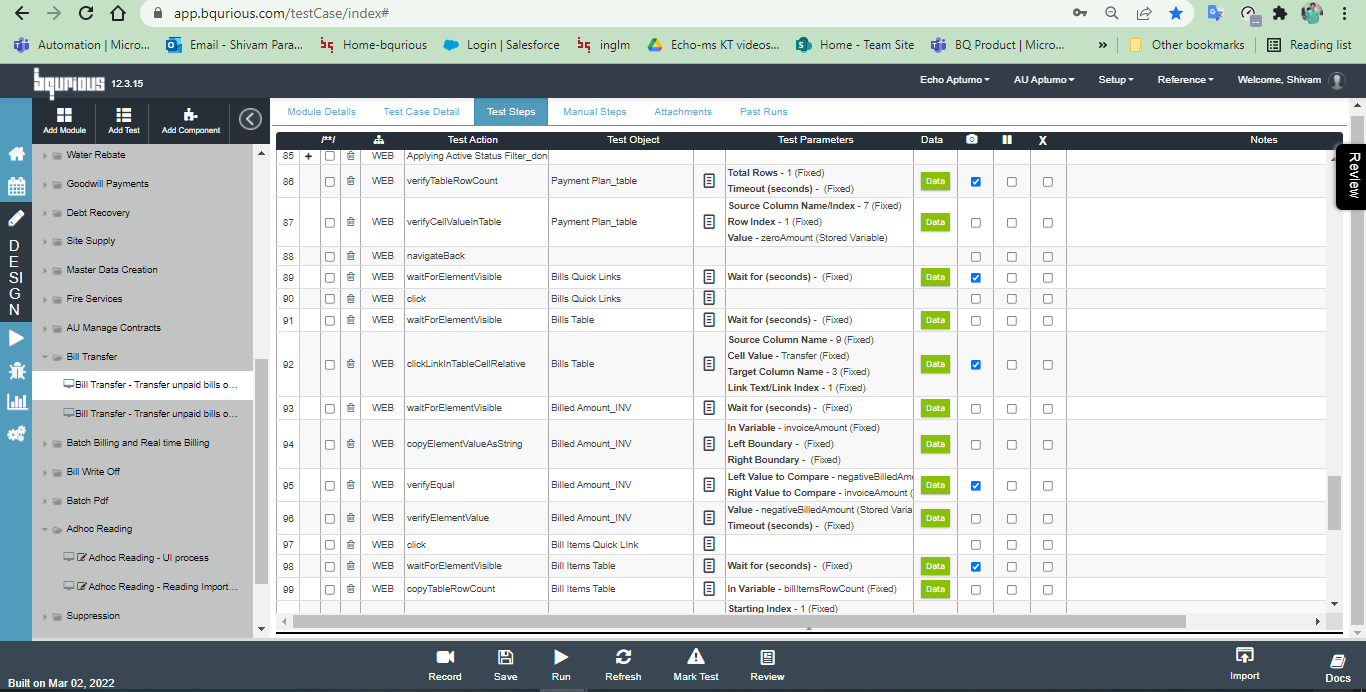 app.bqurious.com/testCase/index#
Automation | Micro...
Email - Shivam Para...
Home-bqurious
Login | Salesforce
inglm
Echo-ms KT videos...
Home - Team Site
BQ Product | Micro...
»
Other bookmarks
Reading list
bqurious 12.3.15
Echo Aptumo
AU Aptumo
Setup
Reference
Welcome, Shivam
Add Module
Add Test
Add Component
Module Details
Test Case Detail
Test Steps
Manual Steps
Attachments
Past Runs
DESIGN
Water Rebate
Goodwill Payments
Debt Recovery
Site Supply
Master Data Creation
Fire Services
AU Manage Contracts
Bill Transfer
Bill Transfer - Transfer unpaid bills o...
Bill Transfer - Transfer unpaid bills o...
Batch Billing and Real time Billing
Bill Write Off
Batch Pdf
Adhoc Reading
Adhoc Reading - UI process
Adhoc Reading - Reading Import...
Suppression
/**/ Test Action Test Object Test Parameters Data X Notes
85 + WEB Applying Active Status Filter_don
86 WEB verifyTableRowCount Payment Plan_table Total Rows - 1 (Fixed) Data
Timeout (seconds) - (Fixed)
87 WEB verifyCellValueInTable Payment Plan_table Source Column Name/Index - 7 (Fixed) Data
Row Index - 1 (Fixed)
Value - zeroAmount (Stored Variable)
88 WEB navigateBack
89 WEB waitForElementVisible Bills Quick Links Wait for (seconds) - (Fixed) Data
90 WEB click Bills Quick Links
91 WEB waitForElementVisible Bills Table Wait for (seconds) - (Fixed) Data
92 WEB clickLinkInTableCellRelative Bills Table Source Column Name - 9 (Fixed) Data
Cell Value - Transfer (Fixed)
Target Column Name - 3 (Fixed)
Link Text/Link Index - 1 (Fixed)
93 WEB waitForElementVisible Billed Amount_INV Wait for (seconds) - (Fixed) Data
94 WEB copyElementValueAsString Billed Amount_INV In Variable - invoiceAmount (Fixed) Data
Left Boundary - (Fixed)
Right Boundary - (Fixed)
95 WEB verifyEqual Billed Amount_INV Left Value to Compare - negativeBilledAm Data
Right Value to Compare - invoiceAmount (
96 WEB verifyElementValue Billed Amount_INV Value - negativeBilledAmount (Stored Varia Data
Timeout (seconds) - (Fixed)
97 WEB click Bill Items Quick LInk
98 WEB waitForElementVisible Bill Items Table Wait for (seconds) - (Fixed) Data
99 WEB copyTableRowCount Bill Items Table In Variable - billItemsRowCount (Fixed) Data
Starting Index - 1 (Fixed)
Review
Record
Save
Run
Refresh
Mark Test
Review
Import
Docs
Built on Mar 02, 2022